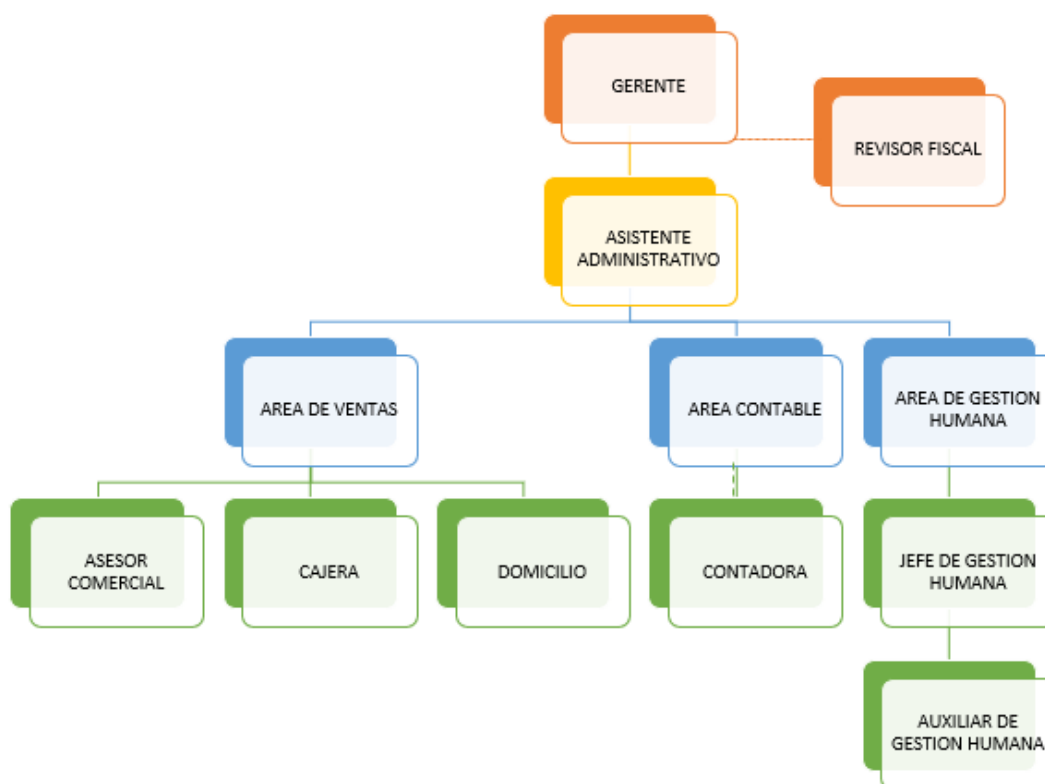 GERENTE
REVISOR FISCAL
ASISTENTE
ADMINISTRATIVO
AREA DE VENTAS
AREA CONTABLE
AREA DE GESTION
HUMANA
ASESOR
COMERCIAL
CAJERA
DOMICILIO
CONTADORA
JEFE DE GESTION
HUMANA
AUXILIAR DE
GESTION HUMANA